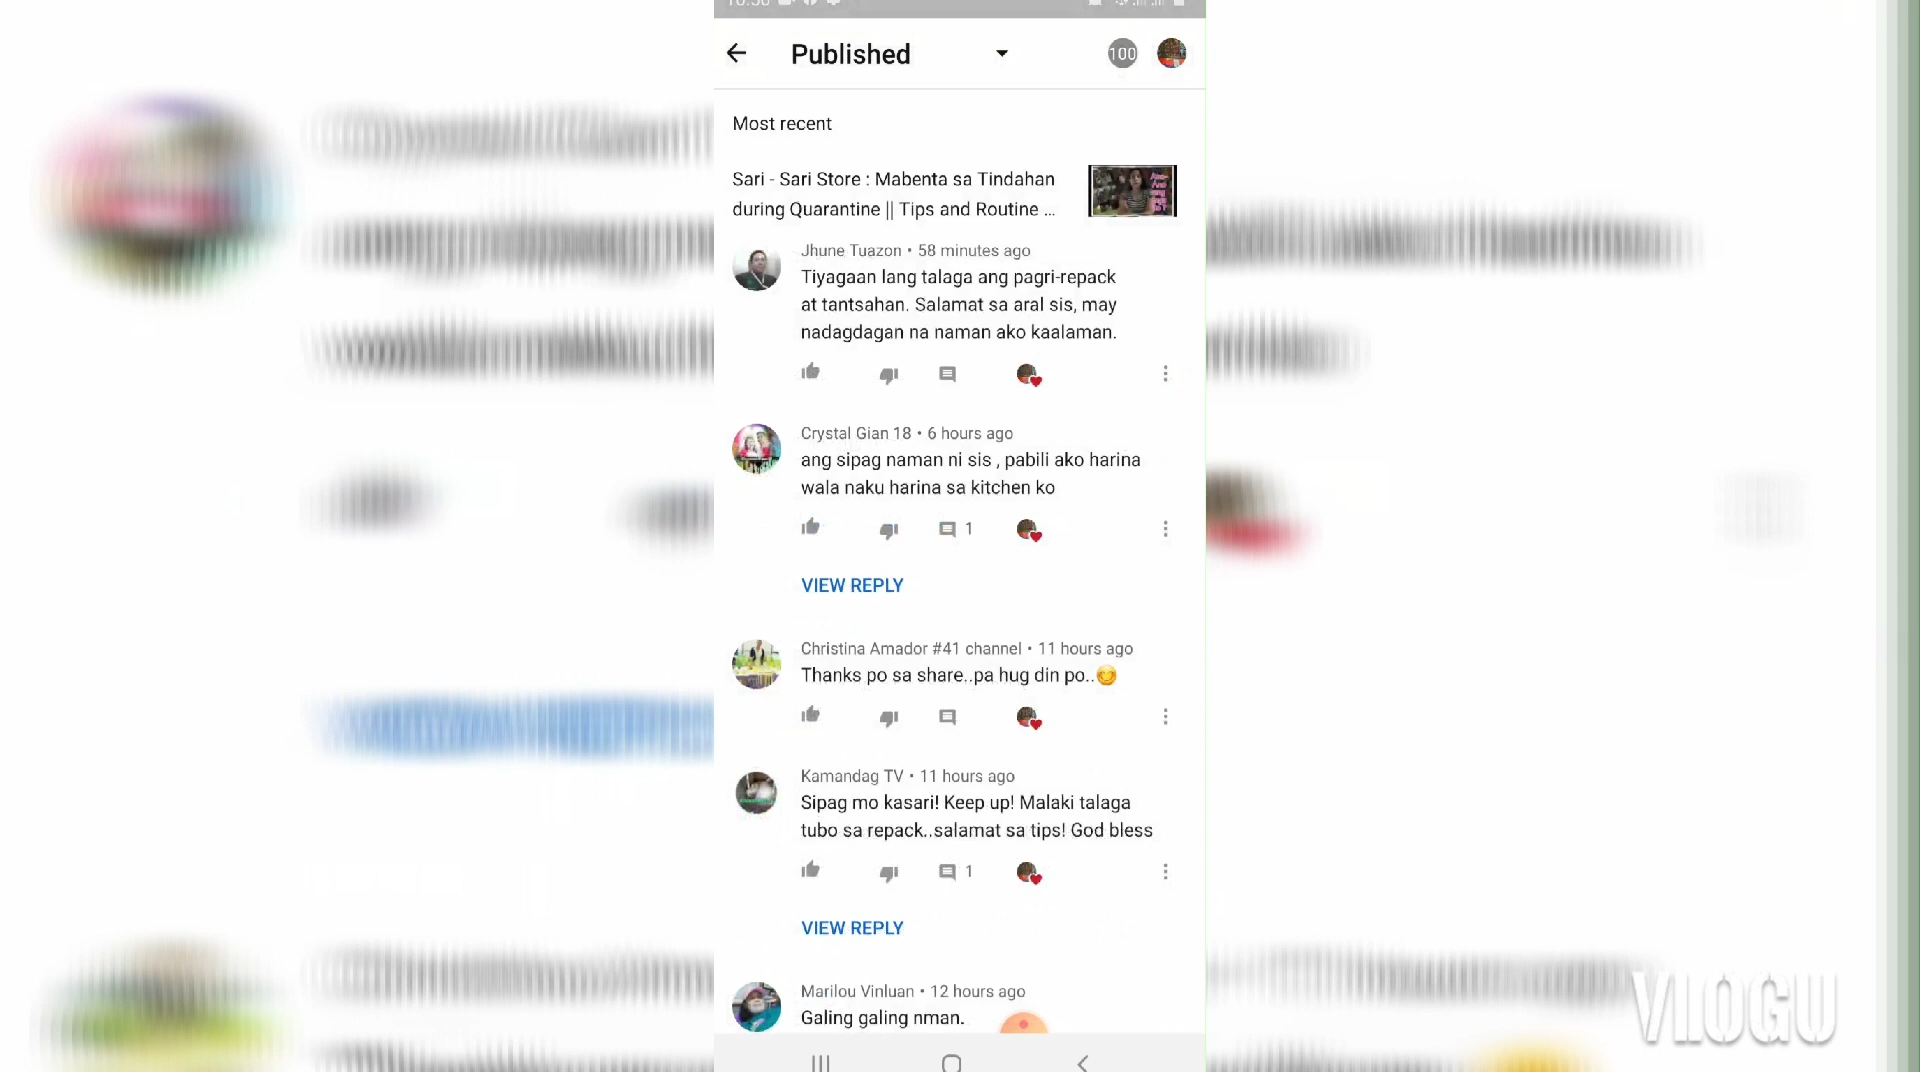 Published
100
Most recent
Sari - Sari Store : Mabenta sa Tindahan
during Quarantine || Tips and Routine ...
Jhune Tuazon • 58 minutes ago
Tiyagaan lang talaga ang pagri-repack
at tantsahan. Salamat sa aral sis, may
nadagdagan na naman ako kaalaman.
Crystal Gian 18 • 6 hours ago
ang sipag naman ni sis , pabili ako harina
wala naku harina sa kitchen ko
1
VIEW REPLY
Christina Amador #41 channel • 11 hours ago
Thanks po sa share..pa hug din po..😊
Kamandag TV • 11 hours ago
Sipag mo kasari! Keep up! Malaki talaga
tubo sa repack..salamat sa tips! God bless
1
VIEW REPLY
Marilou Vinluan • 12 hours ago
Galing galing nman.
VLOGU